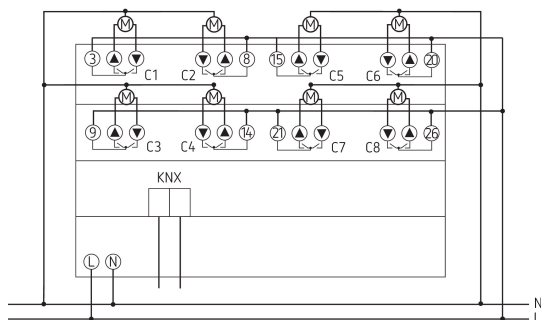 M M M M
3 8 15 20
C1 C2 C5 C6
M M M M
9 14 21 26
C3 C4 C7 C8
KNX
L N
N
L